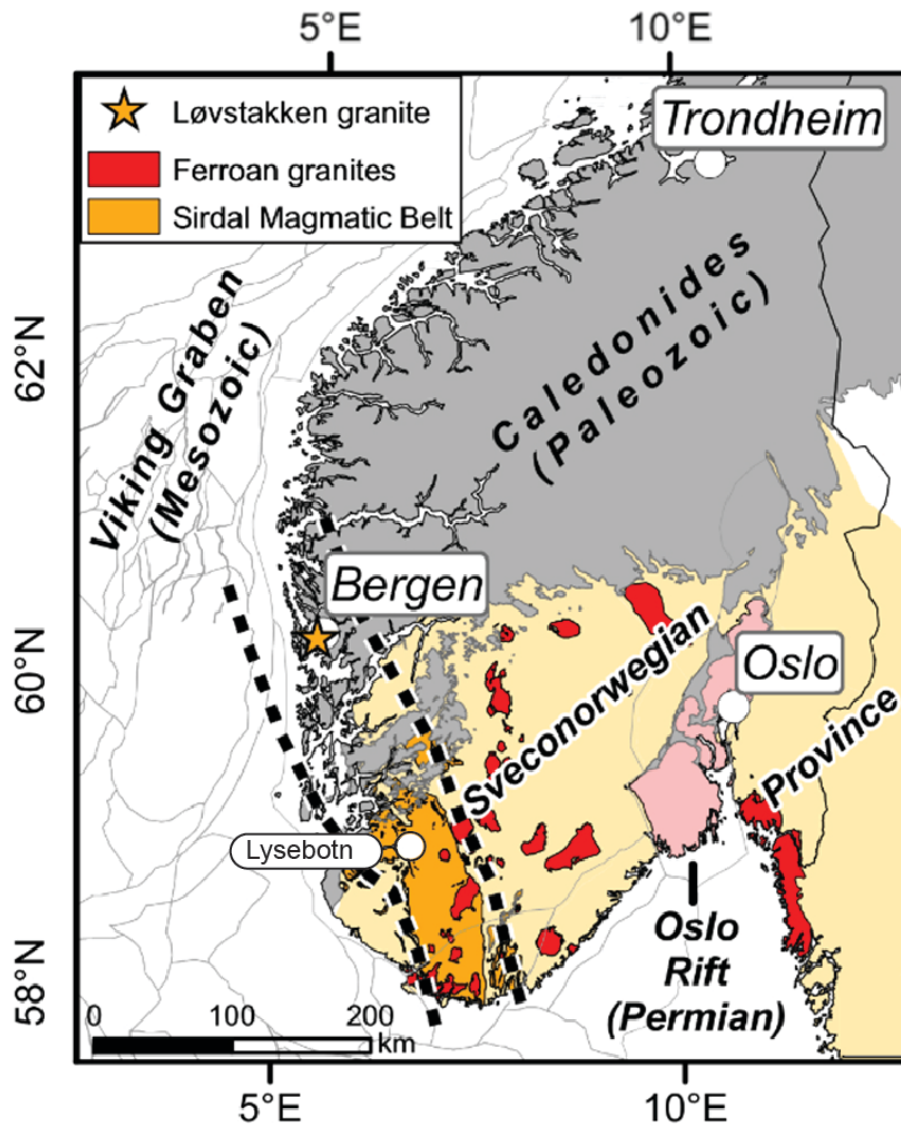 5°E 10°E
Løvstakken granite
Ferroan granites
Sirdal Magmatic Belt
Trondheim
62°N
Viking Graben
(Mesozoic)
Caledonides
(Paleozoic)
Bergen
60°N
Oslo
Sveconorwegian
Province
Lysebotn
58°N
Oslo
Rift
(Permian)
0 100 200
km
5°E 10°E